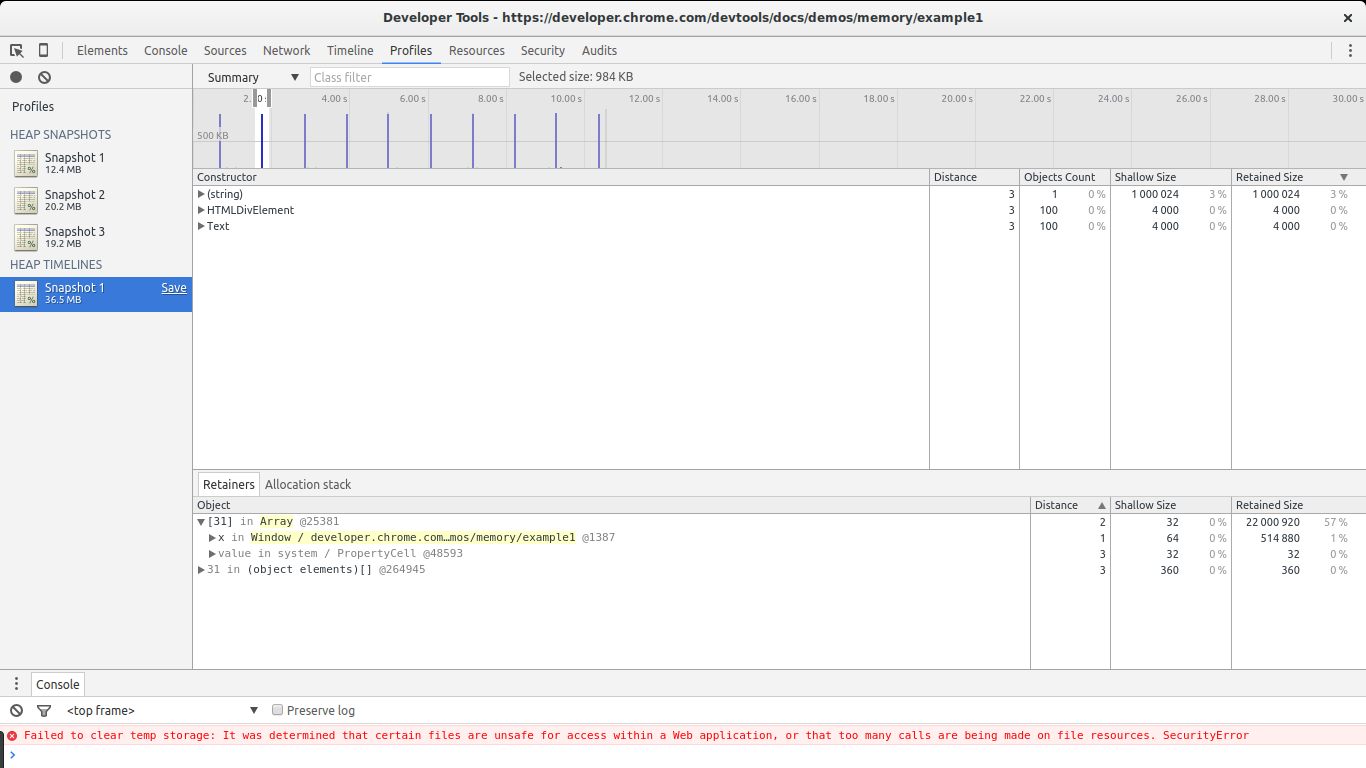 Developer Tools - https://developer.chrome.com/devtools/docs/demos/memory/example1
Elements Console Sources Network Timeline Profiles Resources Security Audits
Summary Class filter Selected size: 984 KB
Profiles
HEAP SNAPSHOTS
Snapshot 1
12.4 MB
Snapshot 2
20.2 MB
Snapshot 3
19.2 MB
HEAP TIMELINES
Snapshot 1 Save
36.5 MB
4.00 s 6.00 s 8.00 s 10.00 s 12.00 s 14.00 s 16.00 s 18.00 s 20.00 s 22.00 s 24.00 s 26.00 s 28.00 s 30.00 s
500 KB
Constructor Distance Objects Count Shallow Size Retained Size
(string) 3 1 0 % 1 000 024 3 % 1 000 024 3 %
HTMLDivElement 3 100 0 % 4 000 0 % 4 000 0 %
Text 3 100 0 % 4 000 0 % 4 000 0 %
Retainers Allocation stack
Object Distance Shallow Size Retained Size
[31] in Array @25381 2 32 0 % 22 000 920 57 %
x in Window / developer.chrome.com…mos/memory/example1 @1387 1 64 0 % 514 880 1 %
value in system / PropertyCell @48593 3 32 0 % 32 0 %
31 in (object elements)[] @264945 3 360 0 % 360 0 %
Console
<top frame> Preserve log
Failed to clear temp storage: It was determined that certain files are unsafe for access within a Web application, or that too many calls are being made on file resources. SecurityError